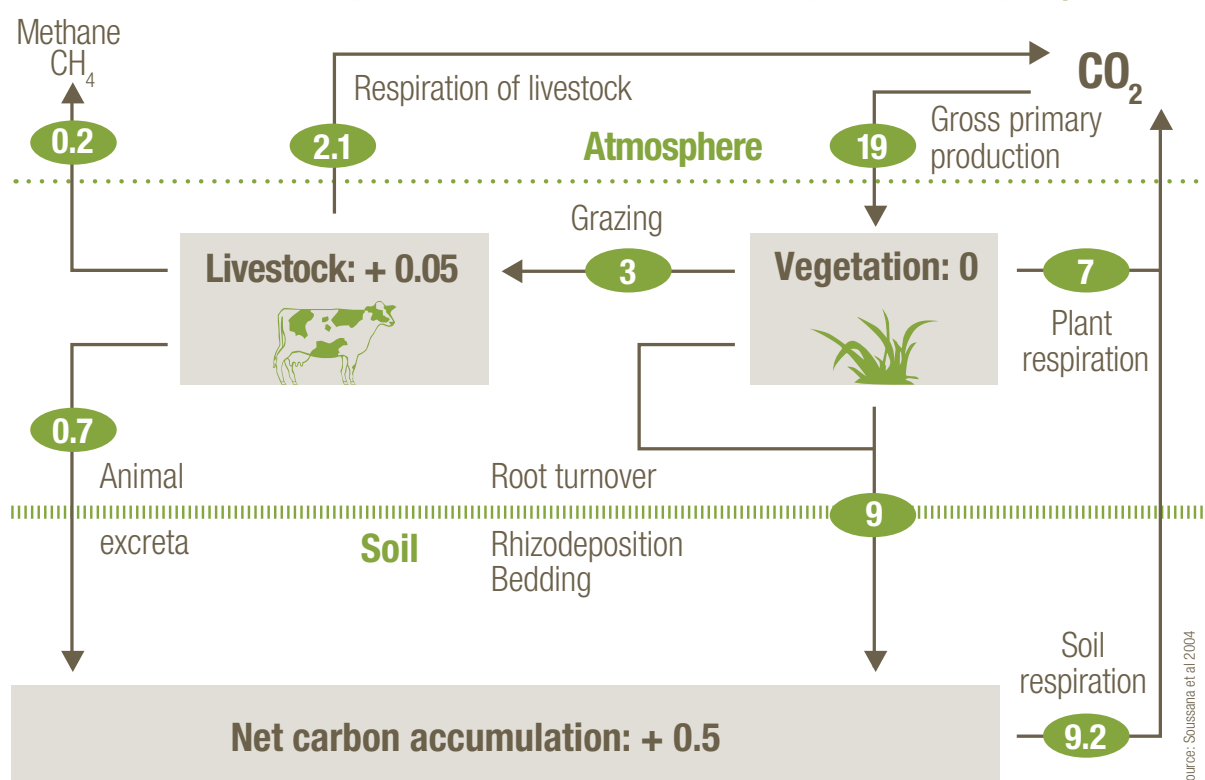 Methane
CH₄
0.2
Respiration of livestock
2.1
Atmosphere
CO₂
19
Gross primary
production
Grazing
Livestock: + 0.05
3
Vegetation: 0
7
Plant
respiration
0.7
Animal
excreta
Root turnover
9
Soil
Rhizodeposition
Bedding
Soil
respiration
Net carbon accumulation: + 0.5
9.2
ource: Soussana et al 2004